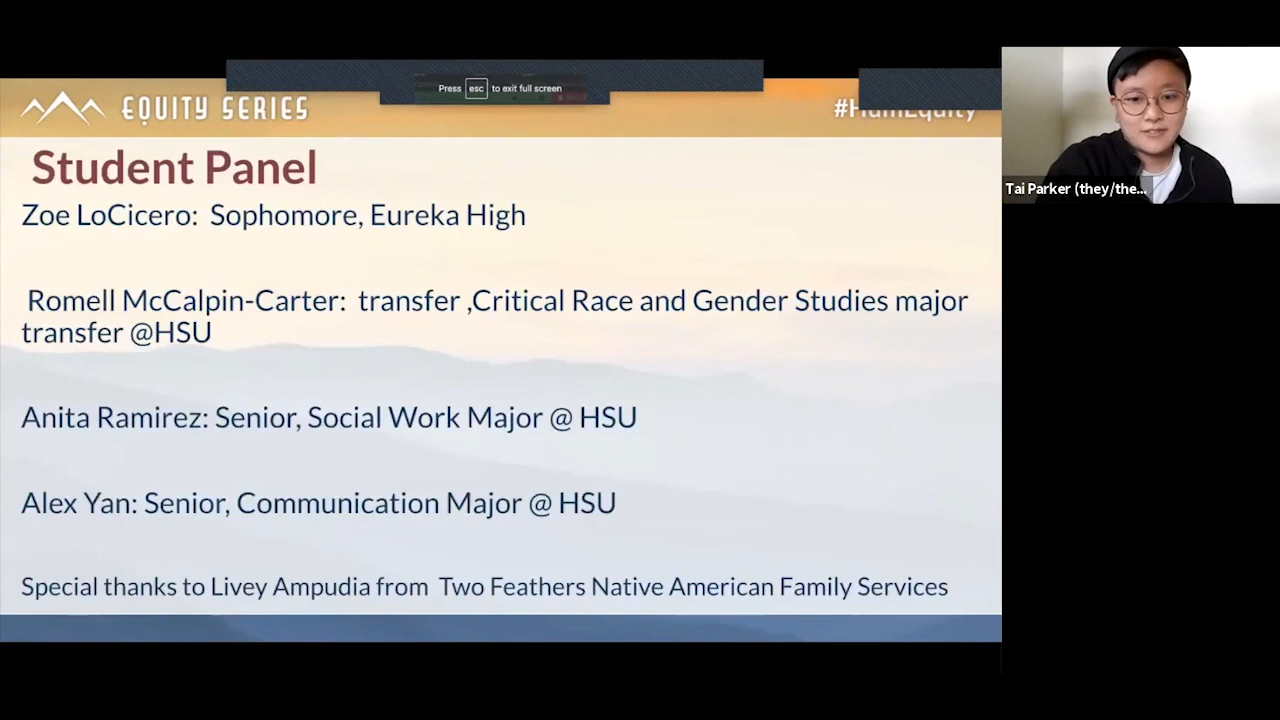 Press esc to exit full screen
EQUITY SERIES
#HumEquity
Student Panel
Zoe LoCicero: Sophomore, Eureka High
Romell McCalpin-Carter: transfer ,Critical Race and Gender Studies major
transfer @HSU
Anita Ramirez: Senior, Social Work Major @ HSU
Alex Yan: Senior, Communication Major @ HSU
Special thanks to Livey Ampudia from Two Feathers Native American Family Services
Tai Parker (they/the...